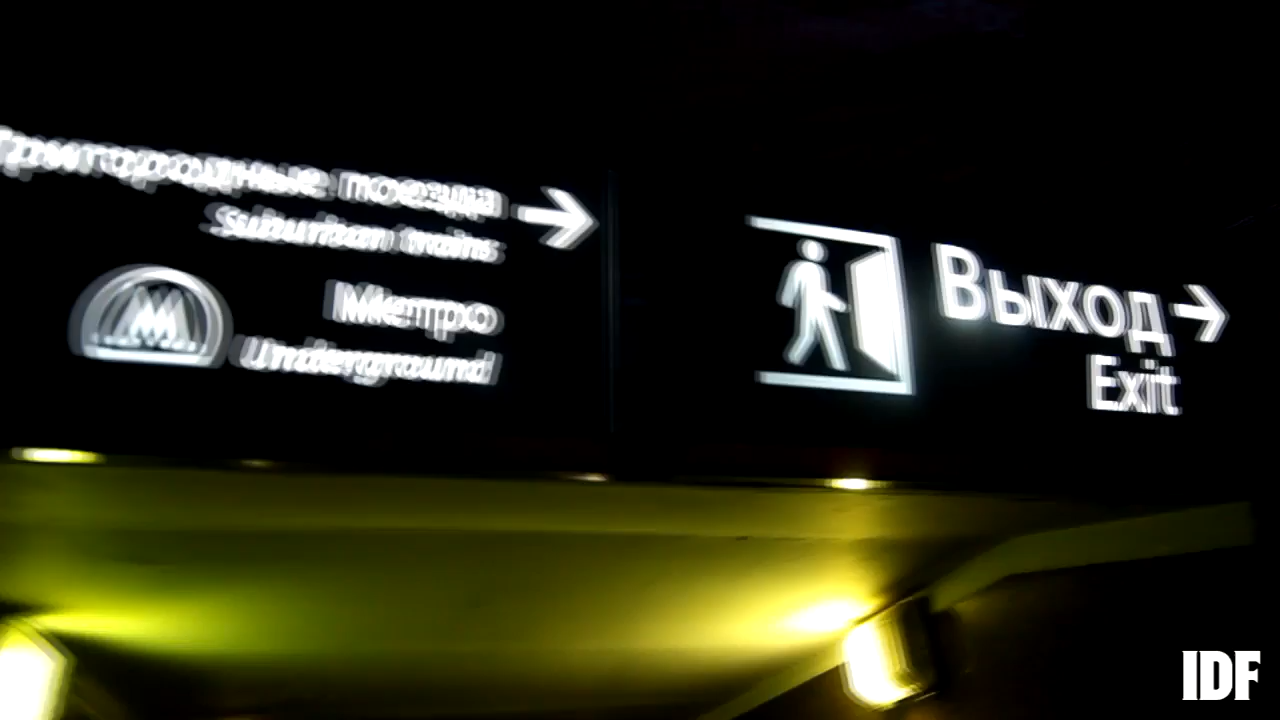 Пригородные поезда
Suburban trains
М
Метро
Underground
Выход
Exit
IDF